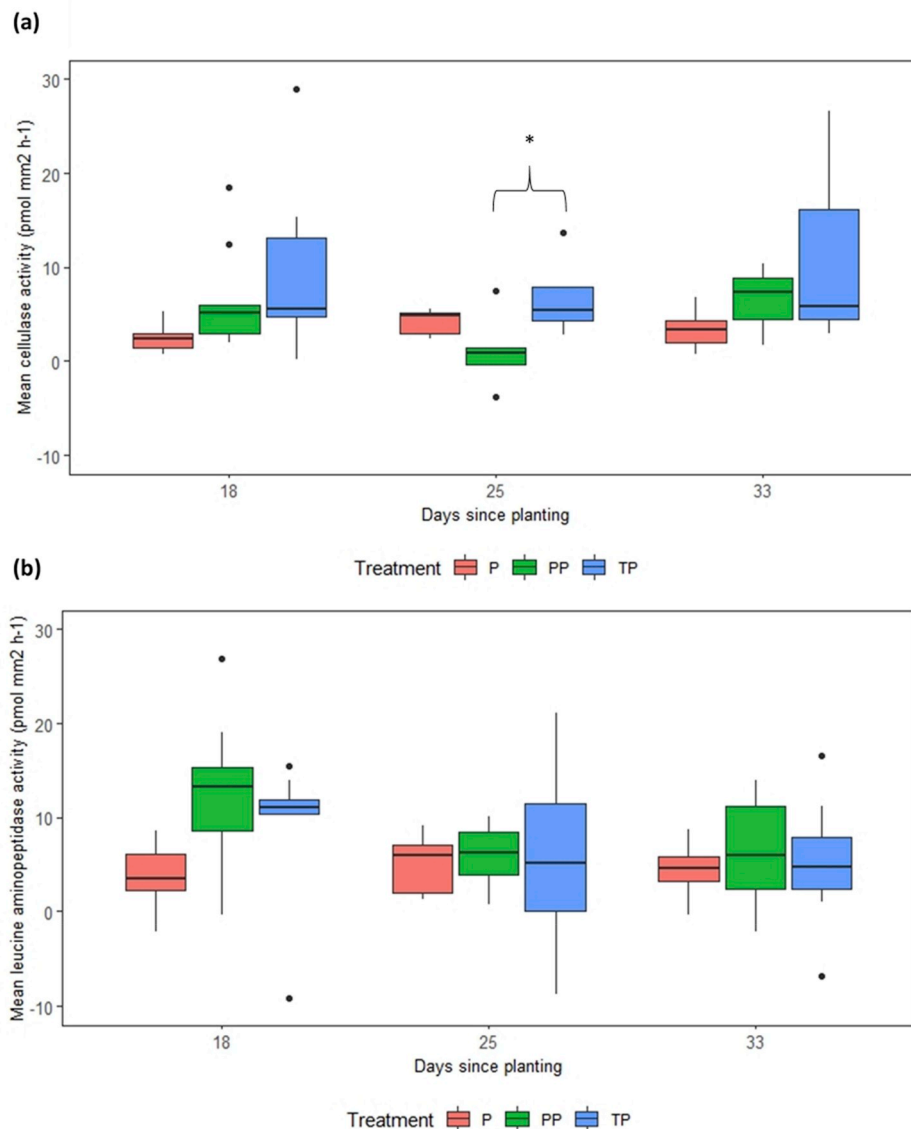 (a)
Mean cellulase activity (pmol mm2 h-1)
30
20
10
0
-10
*
18
25
33
Days since planting
Treatment P PP TP
(b)
Mean leucine aminopeptidase activity (pmol mm2 h-1)
30
20
10
0
-10
18
25
33
Days since planting
Treatment P PP TP